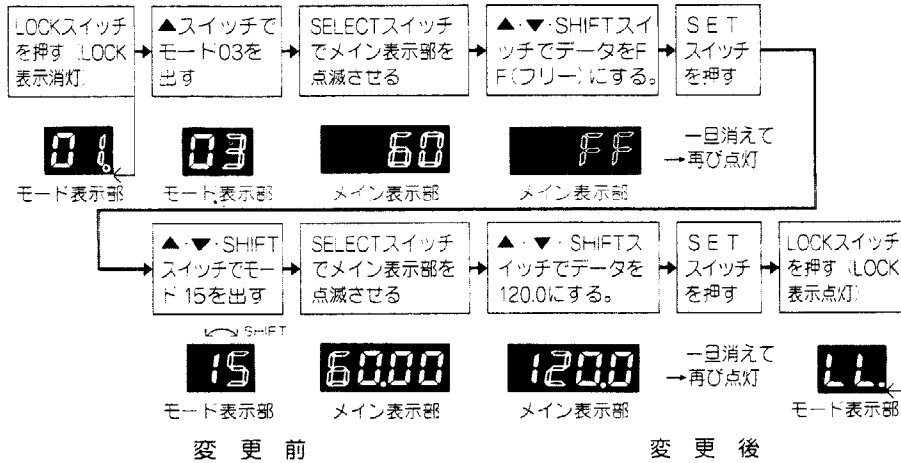 LOCKスイッチ
を押す(LOCK
表示消灯)
▲スイッチで
モード03を
出す
SELECTスイッチ
でメイン表示部を
点滅させる
▲・▼・SHIFTスイ
ッチでデータをF
F(フリー)にする。
SET
スイッチ
を押す
01.
モード表示部
03
モード表示部
60
メイン表示部
FF
メイン表示部
一旦消えて
→再び点灯
▲・▼・SHIFT
スイッチでモー
ド15を出す
SELECTスイッチ
でメイン表示部を
点滅させる
▲・▼・SHIFTス
イッチでデータを
120.0にする。
SET
スイッチ
を押す
LOCKスイッチ
を押す(LOCK
表示点灯)
SHIFT
15
モード表示部
60.00
メイン表示部
120.0
メイン表示部
一旦消えて
→再び点灯
LL.
モード表示部
変更前
変更後